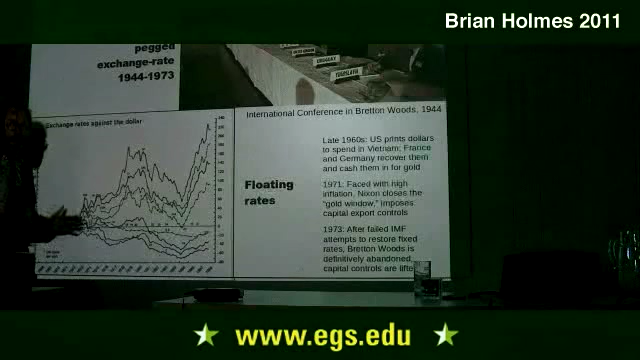 Brian Holmes 2011
pegged
exchange-rate
1944-1973
URUGUAY
YUGOSLAVIA
International Conference in Bretton Woods, 1944
Exchange rates against the dollar
Floating
rates
Late 1960s: US prints dollars
to spend in Vietnam; France
and Germany recover them
and cash them in for gold
1971: Faced with high
inflation, Nixon closes the
"gold window," imposes
capital export controls
1973: After failed IMF
attempts to restore fixed
rates, Bretton Woods is
definitively abandoned,
capital controls are lifte
www.egs.edu